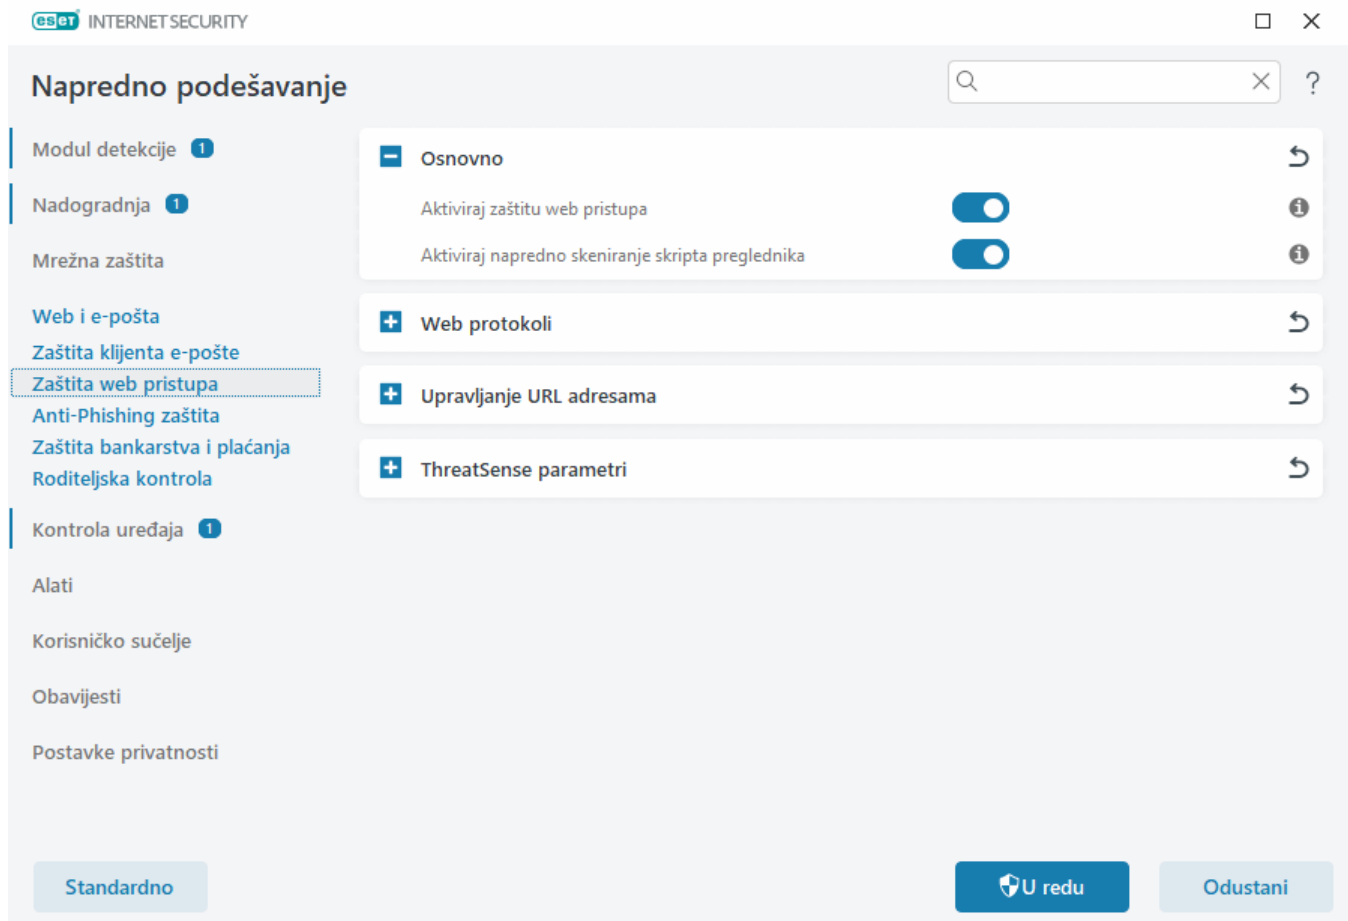 eset INTERNET SECURITY
Napredno podešavanje
?
Modul detekcije 1
Nadogradnja 1
Mrežna zaštita
Web i e-pošta
Zaštita klijenta e-pošte
Zaštita web pristupa
Anti-Phishing zaštita
Zaštita bankarstva i plaćanja
Roditeljska kontrola
Kontrola uređaja 1
Alati
Korisničko sučelje
Obavijesti
Postavke privatnosti
Osnovno
Aktiviraj zaštitu web pristupa
Aktiviraj napredno skeniranje skripta preglednika
Web protokoli
Upravljanje URL adresama
ThreatSense parametri
Standardno
U redu
Odustani